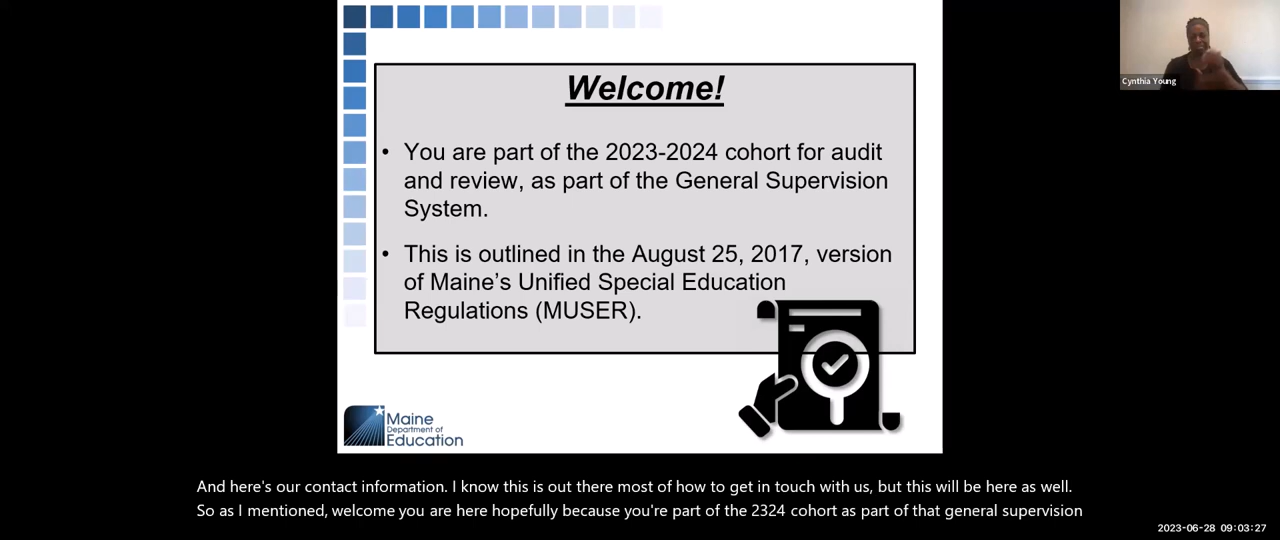 Welcome!
• You are part of the 2023-2024 cohort for audit
and review, as part of the General Supervision
System.
• This is outlined in the August 25, 2017, version
of Maine’s Unified Special Education
Regulations (MUSER).
Maine
Department of
Education
Cynthia Young
And here's our contact information. I know this is out there most of how to get in touch with us, but this will be here as well.
So as I mentioned, welcome you are here hopefully because you're part of the 2324 cohort as part of that general supervision
2023-06-28 09:03:27